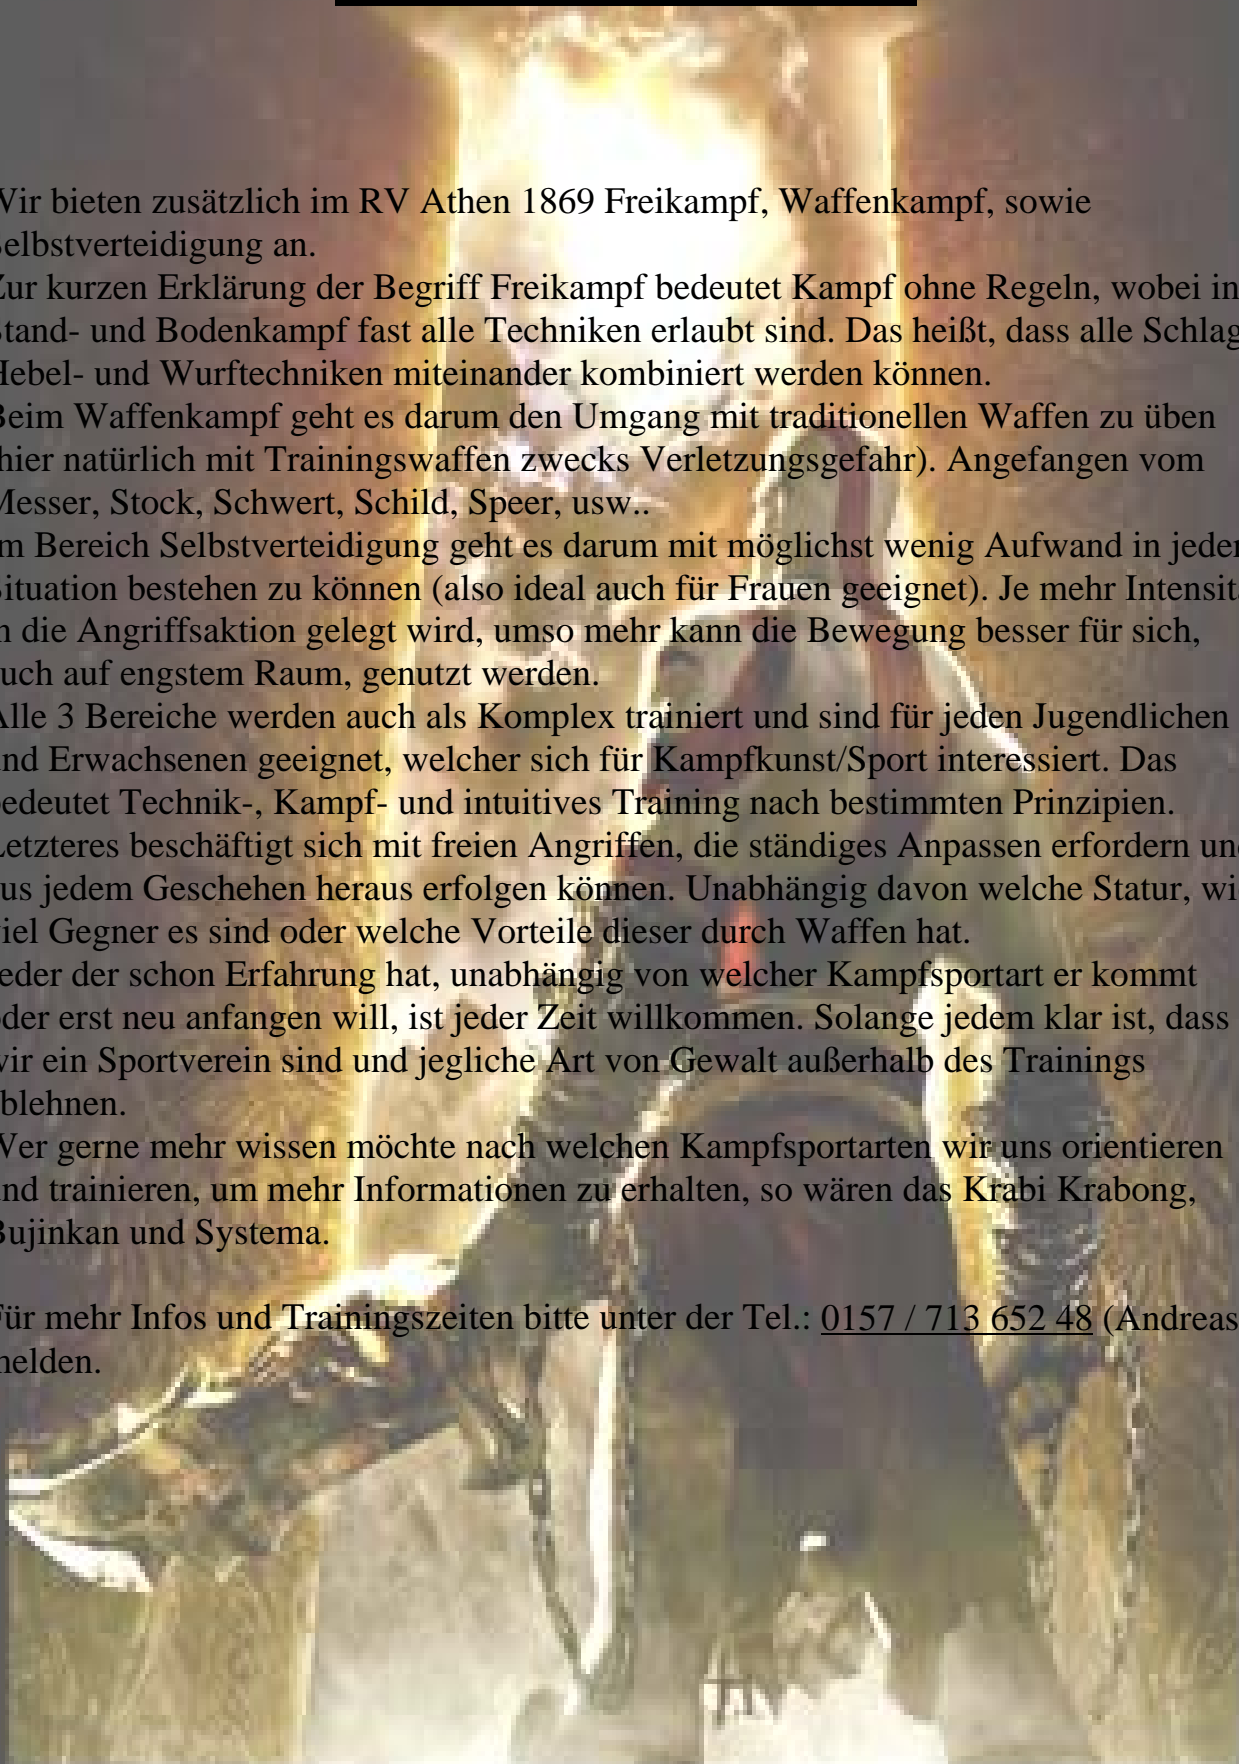 Wir bieten zusätzlich im RV Athen 1869 Freikampf, Waffenkampf, sowie
Selbstverteidigung an.
Zur kurzen Erklärung der Begriff Freikampf bedeutet Kampf ohne Regeln, wobei in
Stand- und Bodenkampf fast alle Techniken erlaubt sind. Das heißt, dass alle Schlag
Hebel- und Wurftechniken miteinander kombiniert werden können.
Beim Waffenkampf geht es darum den Umgang mit traditionellen Waffen zu üben
hier natürlich mit Trainingswaffen zwecks Verletzungsgefahr). Angefangen vom
Messer, Stock, Schwert, Schild, Speer, usw..
m Bereich Selbstverteidigung geht es darum mit möglichst wenig Aufwand in jeder
Situation bestehen zu können (also ideal auch für Frauen geeignet). Je mehr Intensitä
n die Angriffsaktion gelegt wird, umso mehr kann die Bewegung besser für sich,
uch auf engstem Raum, genutzt werden.
Alle 3 Bereiche werden auch als Komplex trainiert und sind für jeden Jugendlichen
nd Erwachsenen geeignet, welcher sich für Kampfkunst/Sport interessiert. Das
bedeutet Technik-, Kampf- und intuitives Training nach bestimmten Prinzipien.
Letzteres beschäftigt sich mit freien Angriffen, die ständiges Anpassen erfordern und
us jedem Geschehen heraus erfolgen können. Unabhängig davon welche Statur, wi
viel Gegner es sind oder welche Vorteile dieser durch Waffen hat.
eder der schon Erfahrung hat, unabhängig von welcher Kampfsportart er kommt
oder erst neu anfangen will, ist jeder Zeit willkommen. Solange jedem klar ist, dass
wir ein Sportverein sind und jegliche Art von Gewalt außerhalb des Trainings
blehnen.
Wer gerne mehr wissen möchte nach welchen Kampfsportarten wir uns orientieren
nd trainieren, um mehr Informationen zu erhalten, so wären das Krabi Krabong,
Bujinkan und Systema.
Für mehr Infos und Trainingszeiten bitte unter der Tel.: 0157 / 713 652 48 (Andreas
melden.